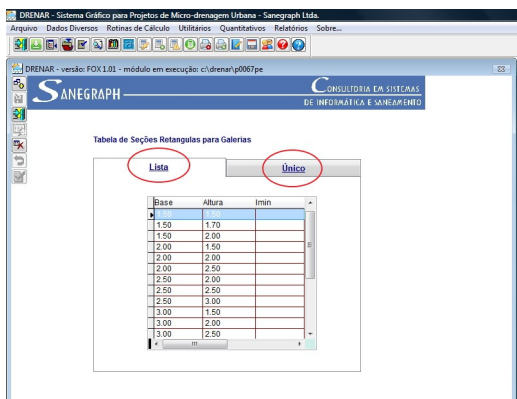 DRENAR - Sistema Gráfico para Projetos de Micro-drenagem Urbana - Sanegraph Ltda.
Arquivo Dados Diversos Rotinas de Cálculo Utilitários Quantitativos Relatórios Sobre...
DRENAR - versão: FOX 1.01 - módulo em execução: c:\drenar\p0067pe
SANEGRAPH
CONSULTORIA EM SISTEMAS
DE INFORMÁTICA E SANEAMENTO
Tabela de Seções Retangulas para Galerias
Lista Único
Base Altura Imin
1.50 1.50
1.50 1.70
1.50 2.00
2.00 1.50
2.00 2.00
2.00 2.50
2.50 2.00
2.50 2.50
2.50 3.00
3.00 1.50
3.00 2.00
3.00 2.50